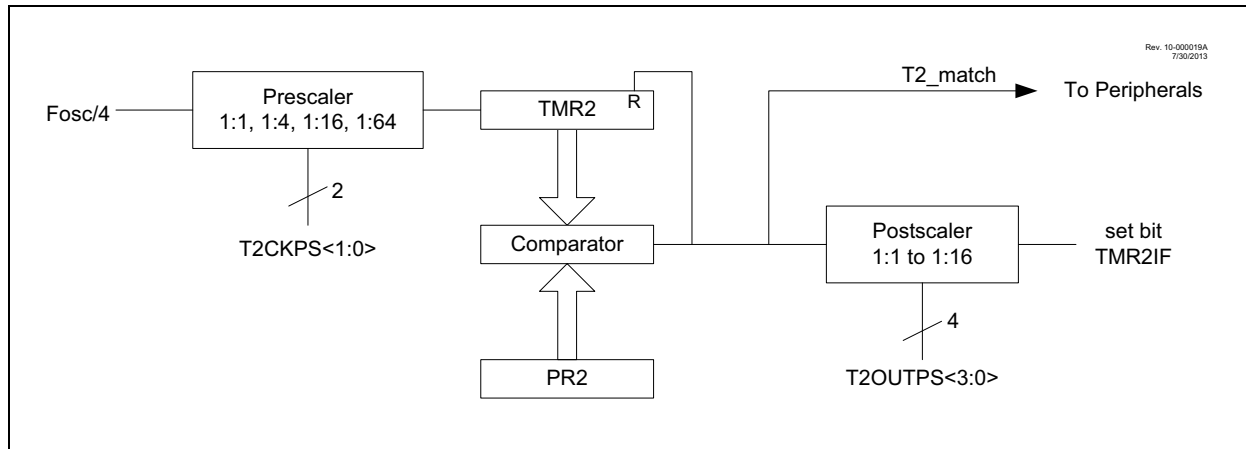 Rev. 10-000019A
7/30/2013
T2_match
To Peripherals
Fosc/4
Prescaler
1:1, 1:4, 1:16, 1:64
TMR2
R
2
T2CKPS<1:0>
Comparator
Postscaler
1:1 to 1:16
set bit
TMR2IF
4
T2OUTPS<3:0>
PR2